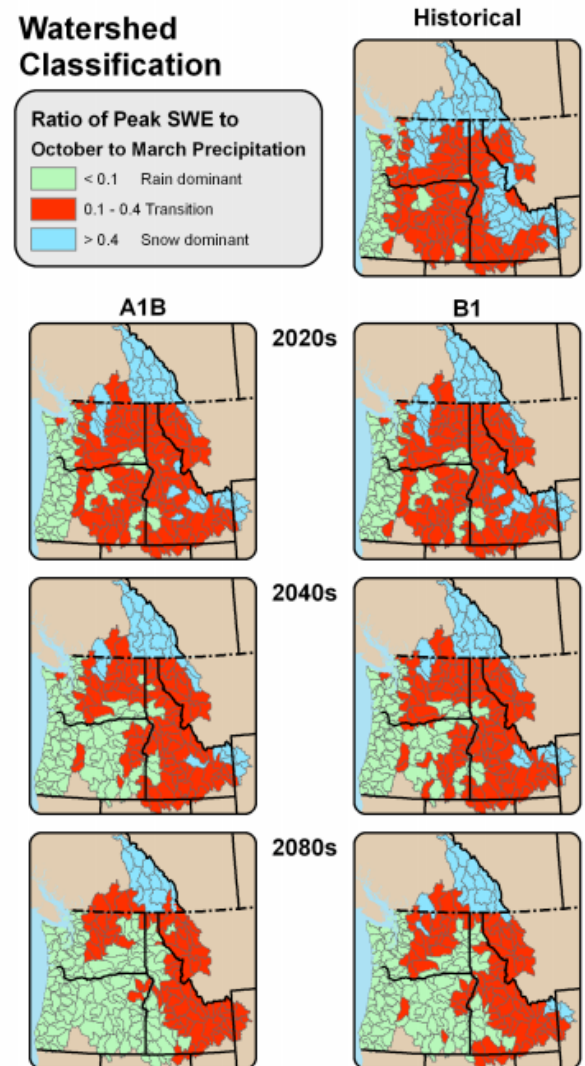 Watershed
Classification
Historical
Ratio of Peak SWE to
October to March Precipitation
< 0.1 Rain dominant
0.1 - 0.4 Transition
> 0.4 Snow dominant
A1B
B1
2020s
2040s
2080s